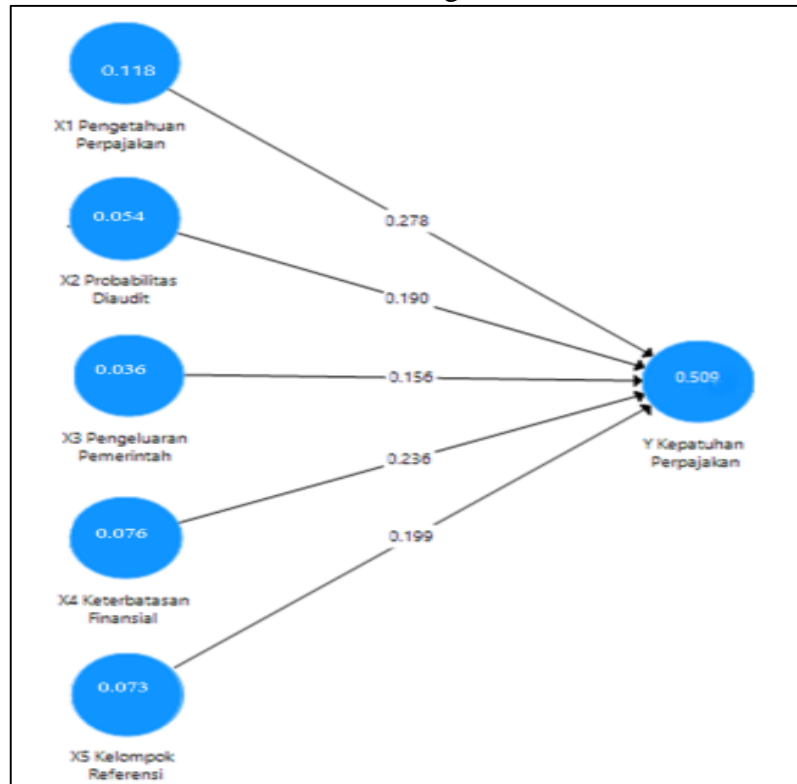 0.118
X1 Pengetahuan
Perpajakan
0.278
0.054
X2 Probabilitas
Diaudit
0.190
0.036
X3 Pengeluaran
Pemerintah
0.156
0.509
Y Kepatuhan
Perpajakan
0.076
X4 Keterbatasan
Finansial
0.236
0.199
0.073
X5 Kelompok
Referensi